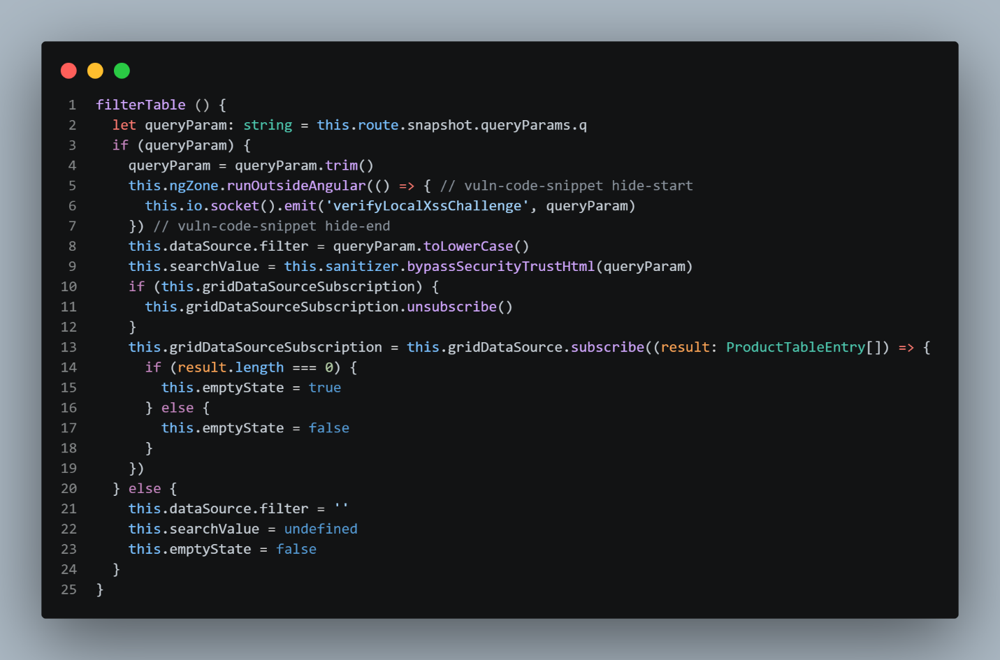 1 filterTable () {
2   let queryParam: string = this.route.snapshot.queryParams.q
3   if (queryParam) {
4     queryParam = queryParam.trim()
5     this.ngZone.runOutsideAngular(() => { // vuln-code-snippet hide-start
6       this.io.socket().emit('verifyLocalXssChallenge', queryParam)
7     }) // vuln-code-snippet hide-end
8     this.dataSource.filter = queryParam.toLowerCase()
9     this.searchValue = this.sanitizer.bypassSecurityTrustHtml(queryParam)
10     if (this.gridDataSourceSubscription) {
11       this.gridDataSourceSubscription.unsubscribe()
12     }
13     this.gridDataSourceSubscription = this.gridDataSource.subscribe((result: ProductTableEntry[]) => {
14       if (result.length === 0) {
15         this.emptyState = true
16       } else {
17         this.emptyState = false
18       }
19     })
20   } else {
21     this.dataSource.filter = ''
22     this.searchValue = undefined
23     this.emptyState = false
24   }
25 }